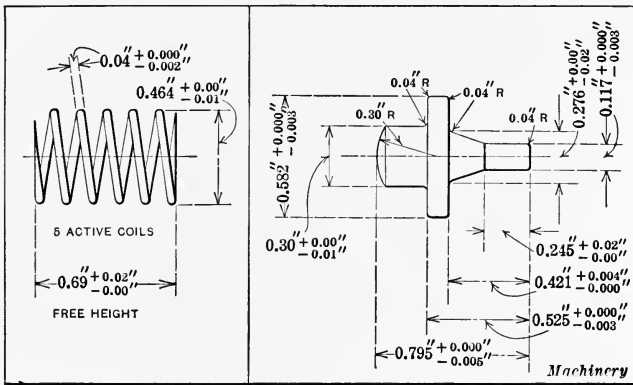 0.04" +0.000" -0.002"
0.464" +0.00" -0.01"
5 ACTIVE COILS
0.69" +0.02" -0.00"
FREE HEIGHT
0.04" R
0.04" R
0.30" R
0.04" R
0.276" +0.00" -0.02
0.117" +0.000" -0.003"
0.582" +0.000" -0.003"
0.30" +0.00" -0.01"
0.245" +0.02" -0.00"
0.421" +0.004" -0.000"
0.525" +0.000" -0.003"
0.795" +0.000" -0.005"
Machinery